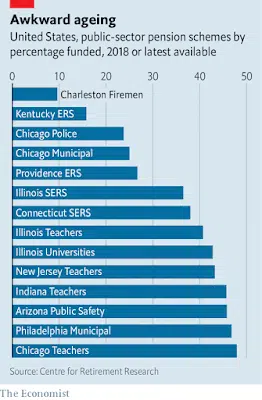 Awkward ageing
United States, public-sector pension schemes by
percentage funded, 2018 or latest available
0 10 20 30 40 50
Charleston Firemen
Kentucky ERS
Chicago Police
Chicago Municipal
Providence ERS
Illinois SERS
Connecticut SERS
Illinois Teachers
Illinois Universities
New Jersey Teachers
Indiana Teachers
Arizona Public Safety
Philadelphia Municipal
Chicago Teachers
Source: Centre for Retirement Research
The Economist